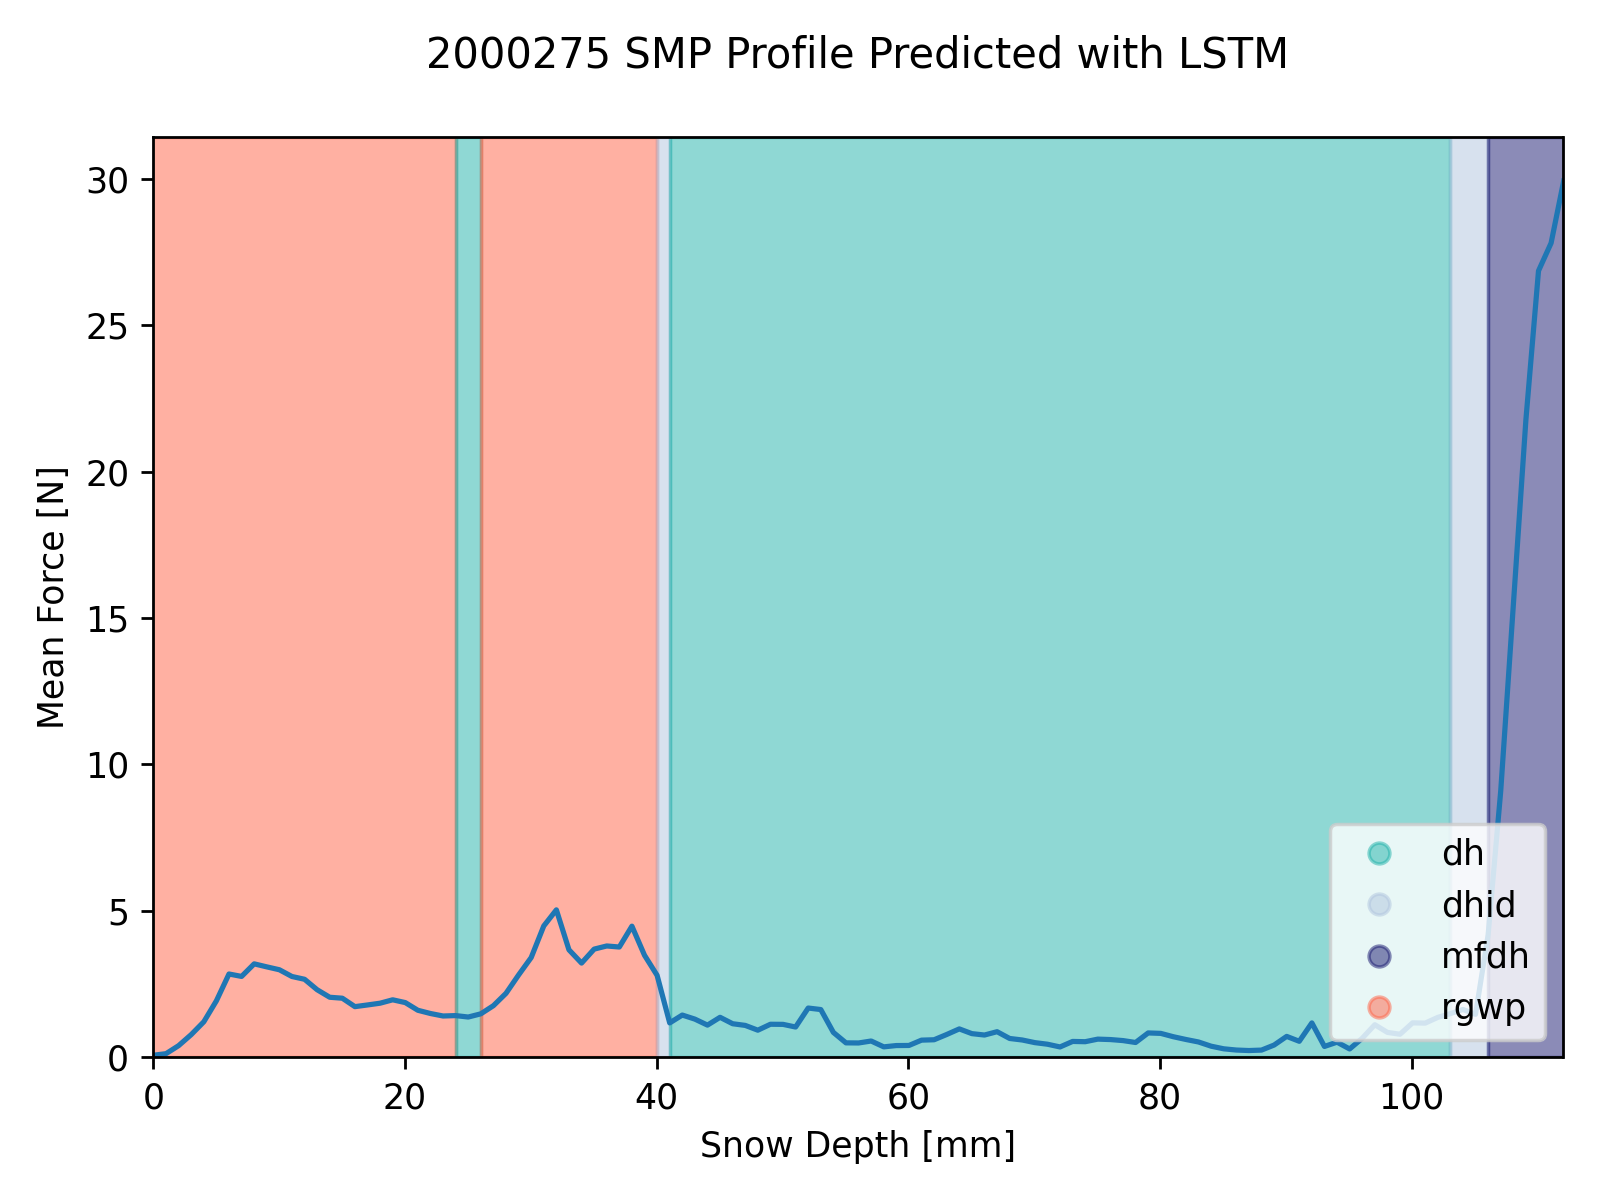 2000275 SMP Profile Predicted with LSTM
30
25
20
15
10
5
0
Mean Force [N]
0 20 40 60 80 100
Snow Depth [mm]
dh
dhid
mfdh
rgwp